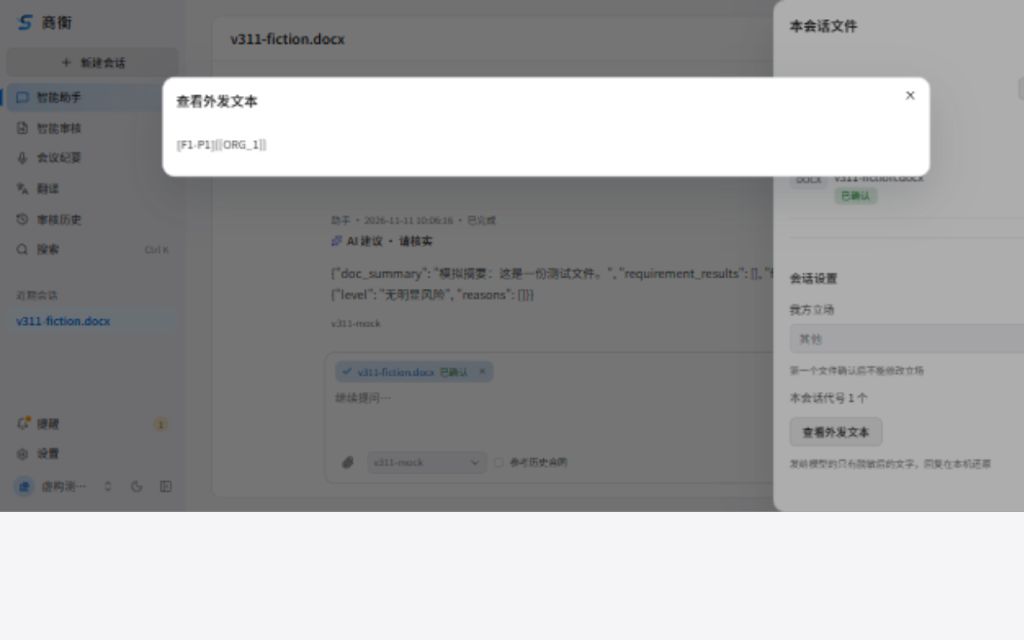 商衡
+ 新建会话
智能助手
智能审核
会议纪要
翻译
审核历史
搜索 Ctrl K
近期会话
v311-fiction.docx
提醒 1
设置
虚 虚构测…
v311-fiction.docx
查看外发文本 ×
[F1-P1][[ORG_1]]
助手 • 2026-11-11 10:06:16 • 已完成
AI 建议 · 请核实
{"doc_summary": "模拟摘要：这是一份测试文件。", "requirement_results": [],
{"level": "无明显风险", "reasons": []}}
v311-mock
v311-fiction.docx 已确认 ×
继续提问…
v311-mock 参考历史合同
本会话文件
DOCX v311-fiction.docx
已确认
会话设置
我方立场
其他
第一个文件确认后不能修改立场
本会话代号 1 个
查看外发文本
发给模型的只有脱敏后的文字，回复在本机还原